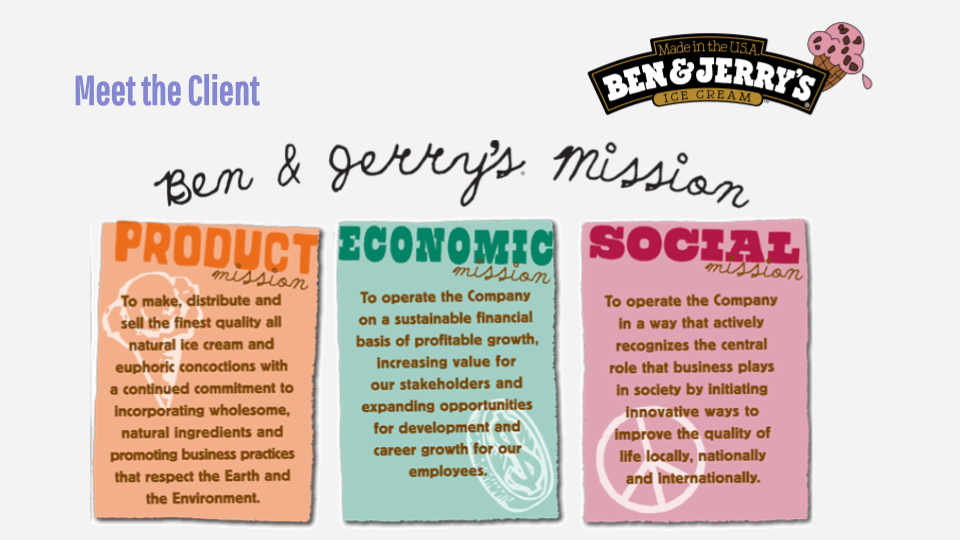 Meet the Client
Made in the U.S.A.
BEN & JERRY'S®
ICE CREAM
Ben & Jerry's Mission
PRODUCT
mission
To make, distribute and
sell the finest quality all
natural ice cream and
euphoric concoctions with
a continued commitment to
incorporating wholesome,
natural ingredients and
promoting business practices
that respect the Earth and
the Environment.
ECONOMIC
mission
To operate the Company
on a sustainable financial
basis of profitable growth,
increasing value for
our stakeholders and
expanding opportunities
for development and
career growth for our
employees.
SOCIAL
mission
To operate the Company
in a way that actively
recognizes the central
role that business plays
in society by initiating
innovative ways to
improve the quality of
life locally, nationally
and internationally.